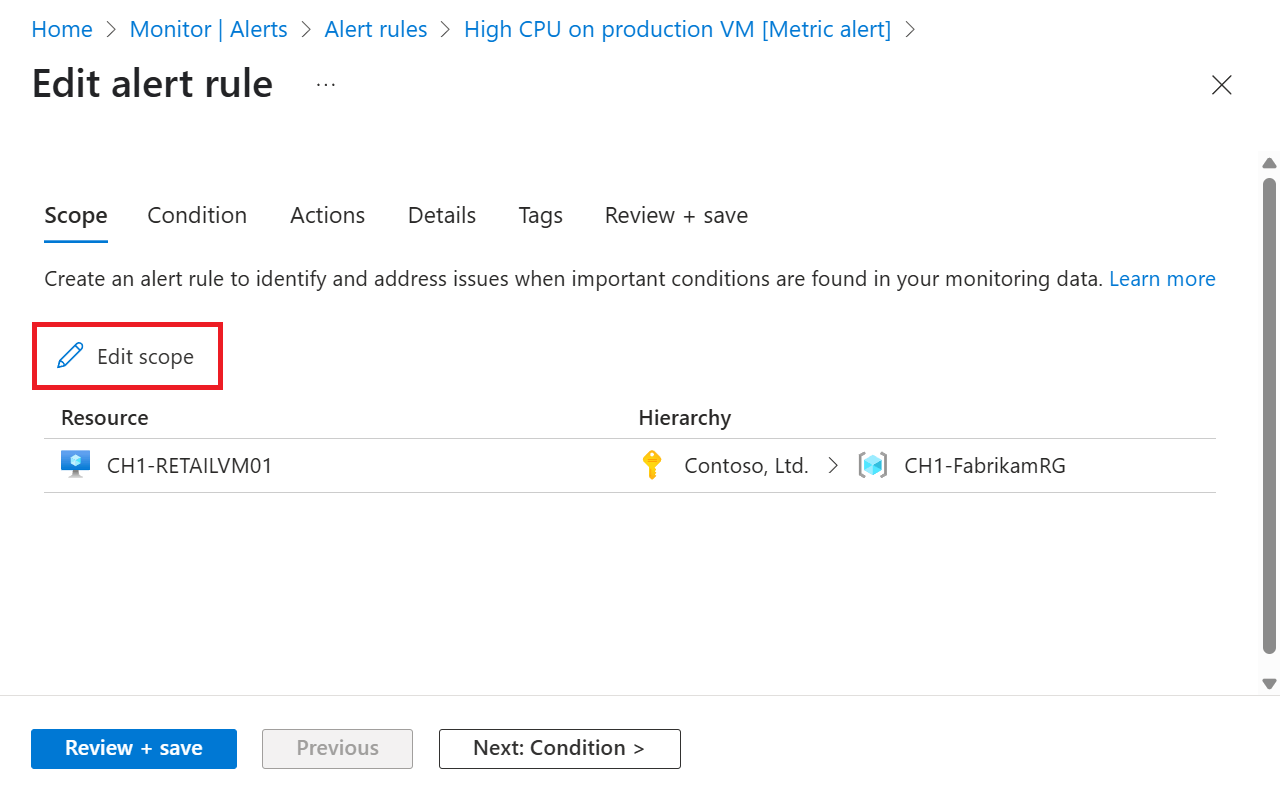 Home > Monitor | Alerts > Alert rules > High CPU on production VM [Metric alert] >
Edit alert rule ...
Scope Condition Actions Details Tags Review + save
Create an alert rule to identify and address issues when important conditions are found in your monitoring data. Learn more
Edit scope
Resource Hierarchy
CH1-RETAILVM01 Contoso, Ltd. > CH1-FabrikamRG
Review + save Previous Next: Condition >